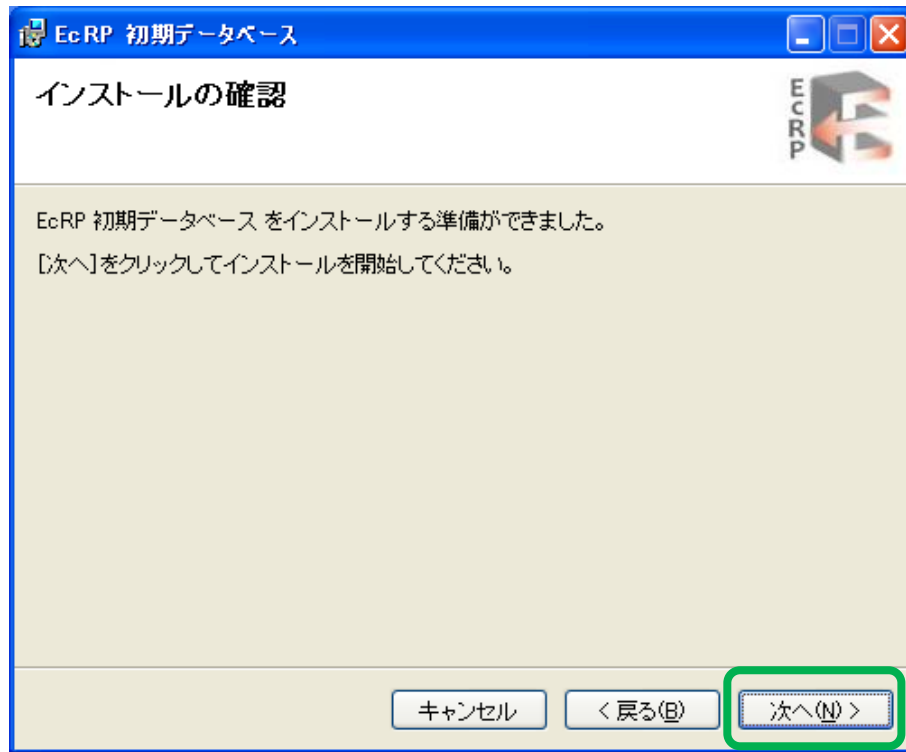 EcRP 初期データベース
インストールの確認
EcRP
EcRP 初期データベース をインストールする準備ができました。
[次へ]をクリックしてインストールを開始してください。
キャンセル
< 戻る(B)
次へ(N) >